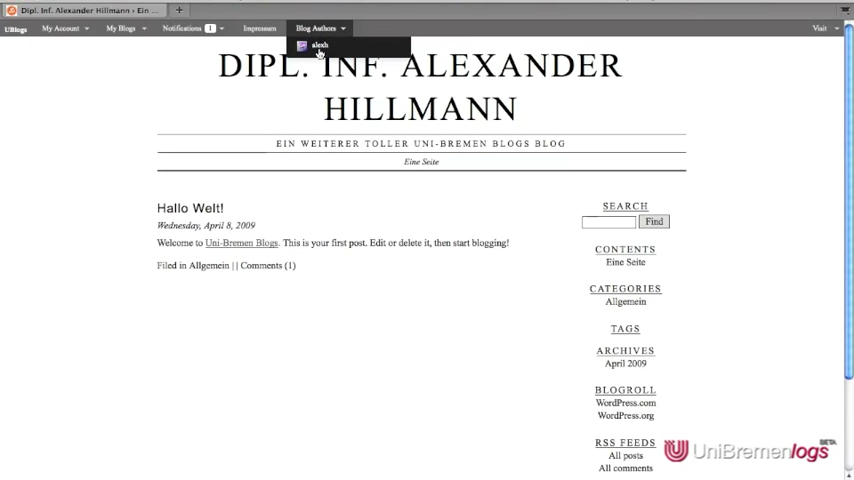 Dipl. Inf. Alexander Hillmann › Ein ...
UBlogs My Account My Blogs Notifications 1 Impressum Blog Authors Visit
alexh
DIPL. INF. ALEXANDER
HILLMANN
EIN WEITERER TOLLER UNI-BREMEN BLOGS BLOG
Eine Seite
Hallo Welt!
Wednesday, April 8, 2009
Welcome to Uni-Bremen Blogs. This is your first post. Edit or delete it, then start blogging!
Filed in Allgemein || Comments (1)
SEARCH
Find
CONTENTS
Eine Seite
CATEGORIES
Allgemein
TAGS
ARCHIVES
April 2009
BLOGROLL
WordPress.com
WordPress.org
RSS FEEDS
All posts
All comments
UniBremenlogs BETA